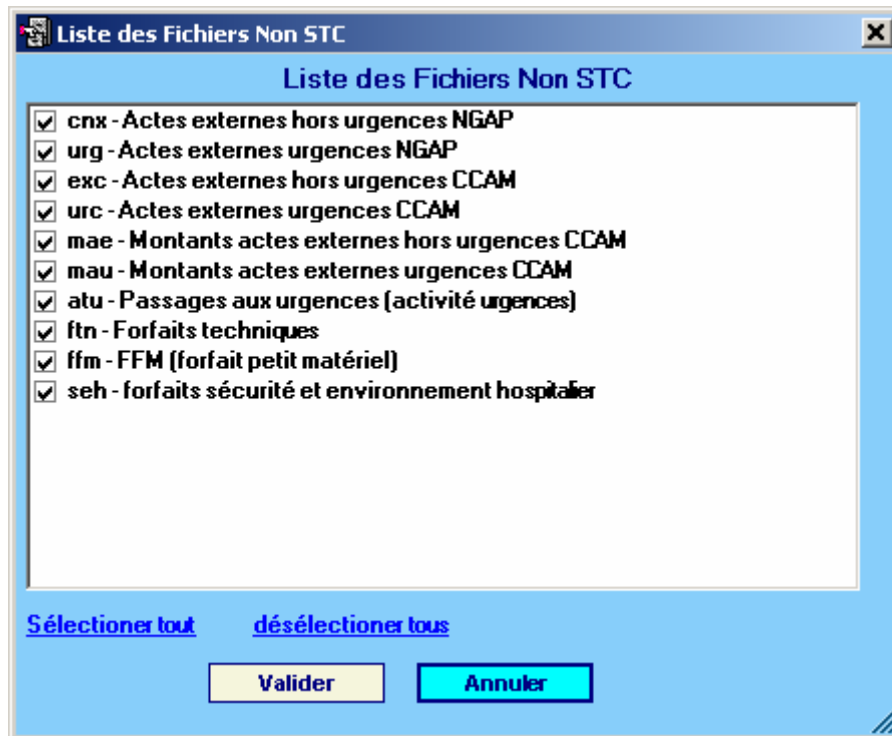 Liste des Fichiers Non STC
Liste des Fichiers Non STC
cnx - Actes externes hors urgences NGAP
urg - Actes externes urgences NGAP
exc - Actes externes hors urgences CCAM
urc - Actes externes urgences CCAM
mae - Montants actes externes hors urgences CCAM
mau - Montants actes externes urgences CCAM
atu - Passages aux urgences (activité urgences)
ftn - Forfaits techniques
ffm - FFM (forfait petit matériel)
seh - forfaits sécurité et environnement hospitalier
Sélectioner tout désélectioner tous
Valider Annuler